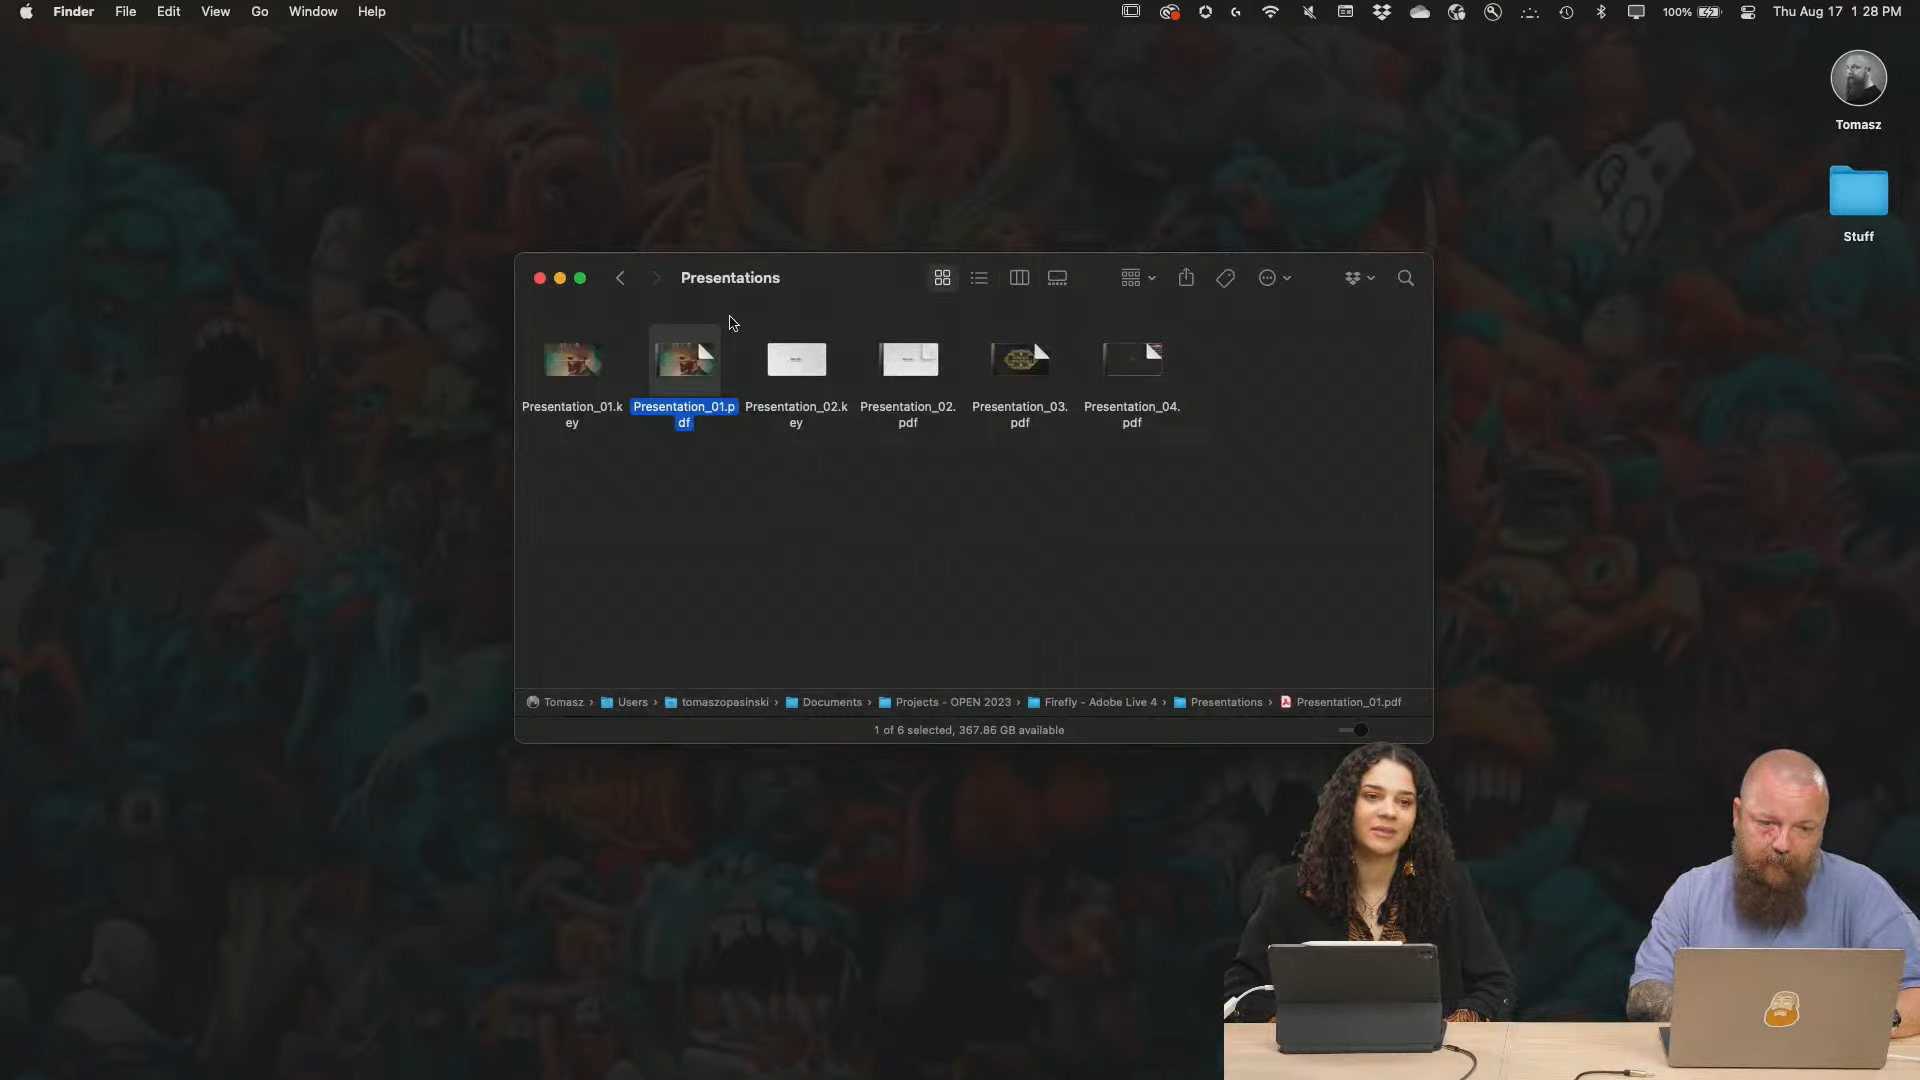 Finder File Edit View Go Window Help
100% Thu Aug 17 1:28 PM
Tomasz
Stuff
Presentations
Presentation_01.k
ey
Presentation_01.p
df
Presentation_02.k
ey
Presentation_02.
pdf
Presentation_03.
pdf
Presentation_04.
pdf
Tomasz › Users › tomaszopasinski › Documents › Projects - OPEN 2023 › Firefly - Adobe Live 4 › Presentations › Presentation_01.pdf
1 of 6 selected, 367.86 GB available